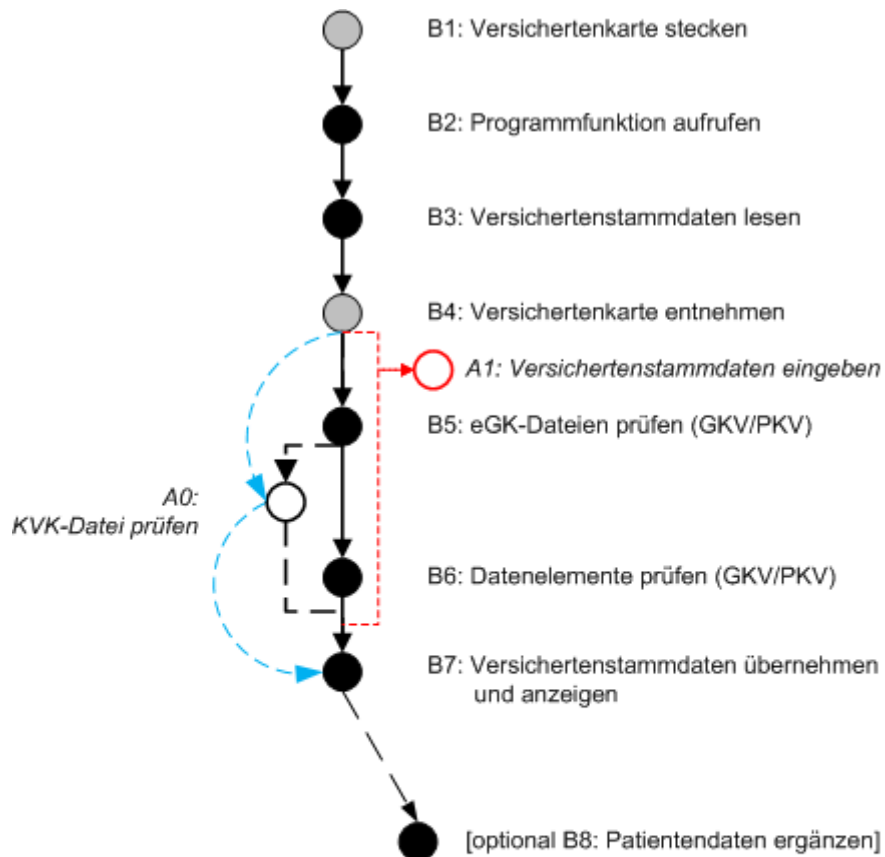 B1: Versichertenkarte stecken
B2: Programmfunktion aufrufen
B3: Versichertenstammdaten lesen
B4: Versichertenkarte entnehmen
A1: Versichertenstammdaten eingeben
B5: eGK-Dateien prüfen (GKV/PKV)
A0:
KVK-Datei prüfen
B6: Datenelemente prüfen (GKV/PKV)
B7: Versichertenstammdaten übernehmen
und anzeigen
[optional B8: Patientendaten ergänzen]